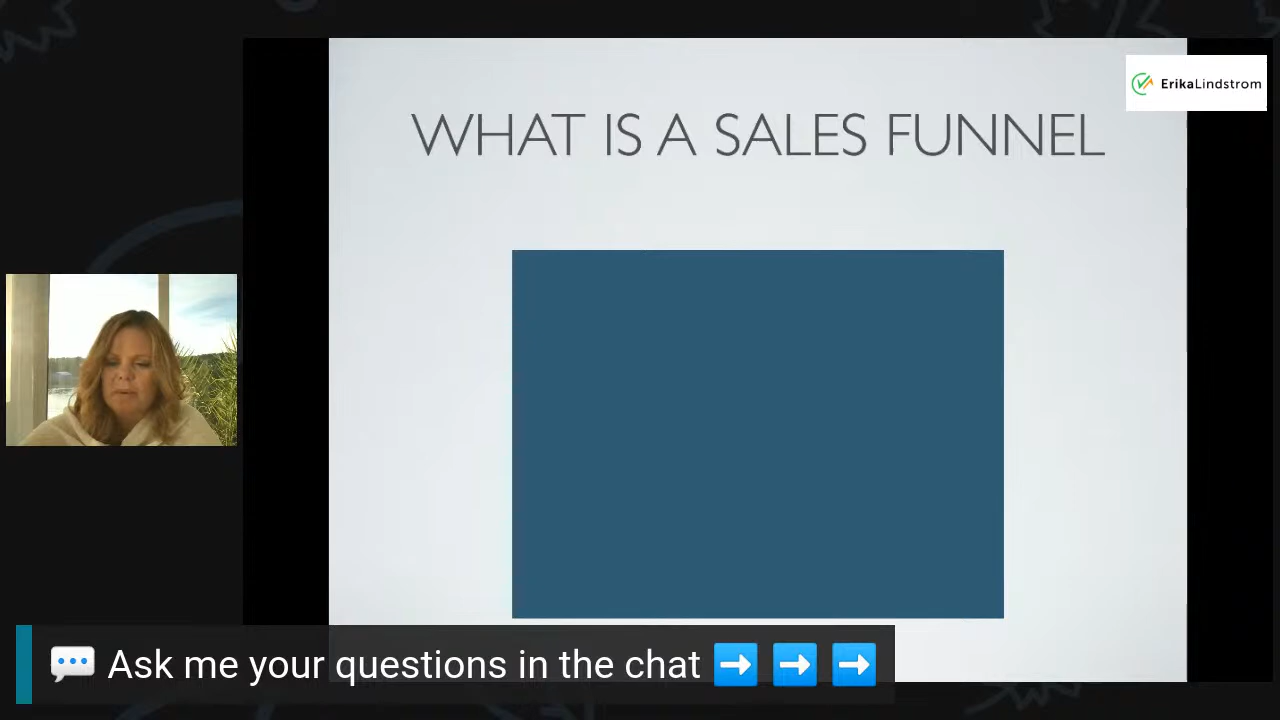 WHAT IS A SALES FUNNEL
ErikaLindstrom
💬 Ask me your questions in the chat ➡️ ➡️ ➡️